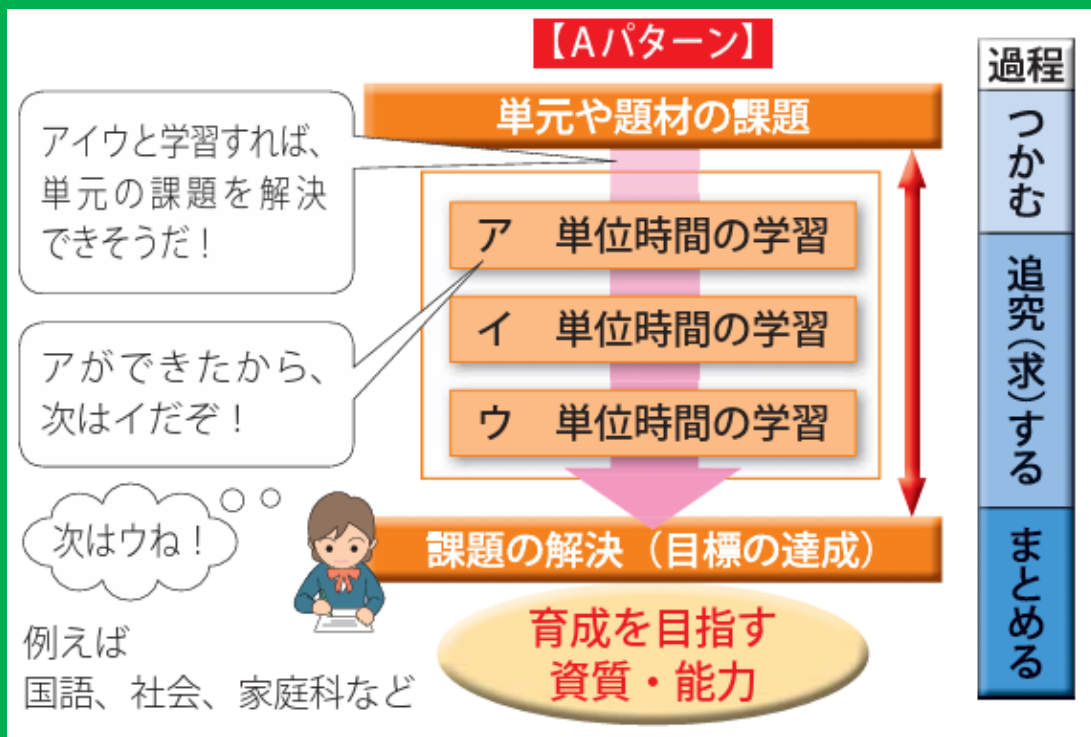 【Aパターン】
過程
単元や題材の課題
アイウと学習すれば、
単元の課題を解決
できそうだ！
つかむ
ア　単位時間の学習
イ　単位時間の学習
ウ　単位時間の学習
アができたから、
次はイだぞ！
追究（求）する
次はウね！
課題の解決（目標の達成）
まとめる
育成を目指す
資質・能力
例えば
国語、社会、家庭科など